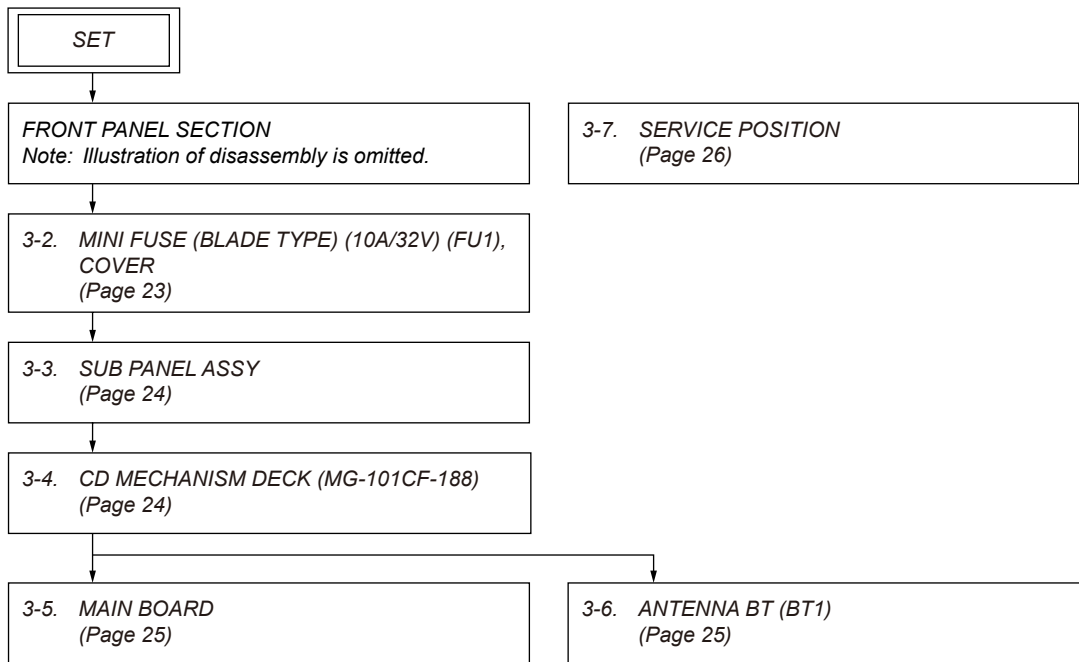 SET
FRONT PANEL SECTION
Note: Illustration of disassembly is omitted.
3-7. SERVICE POSITION
(Page 26)
3-2. MINI FUSE (BLADE TYPE) (10A/32V) (FU1),
COVER
(Page 23)
3-3. SUB PANEL ASSY
(Page 24)
3-4. CD MECHANISM DECK (MG-101CF-188)
(Page 24)
3-5. MAIN BOARD
(Page 25)
3-6. ANTENNA BT (BT1)
(Page 25)